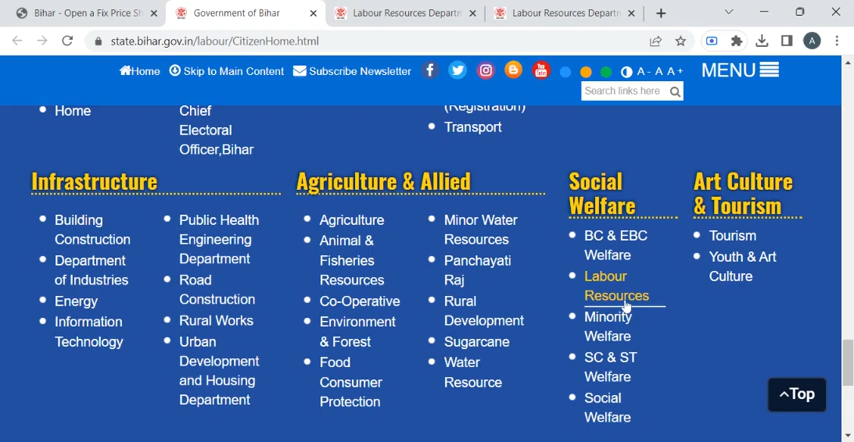 Bihar - Open a Fix Price Sh
Government of Bihar
Labour Resources Departm
Labour Resources Departm
state.bihar.gov.in/labour/CitizenHome.html
A
Home
Skip to Main Content
Subscribe Newsletter
You Tube
A - A A+
MENU
Search links here
Home
Chief
Electoral
Officer,Bihar
(Registration)
Transport
Infrastructure
Building
Construction
Department
of Industries
Energy
Information
Technology
Public Health
Engineering
Department
Road
Construction
Rural Works
Urban
Development
and Housing
Department
Agriculture & Allied
Agriculture
Animal &
Fisheries
Resources
Co-Operative
Environment
& Forest
Food
Consumer
Protection
Minor Water
Resources
Panchayati
Raj
Rural
Development
Sugarcane
Water
Resource
Social
Welfare
BC & EBC
Welfare
Labour
Resources
Minority
Welfare
SC & ST
Welfare
Social
Welfare
Art Culture
& Tourism
Tourism
Youth & Art
Culture
Top